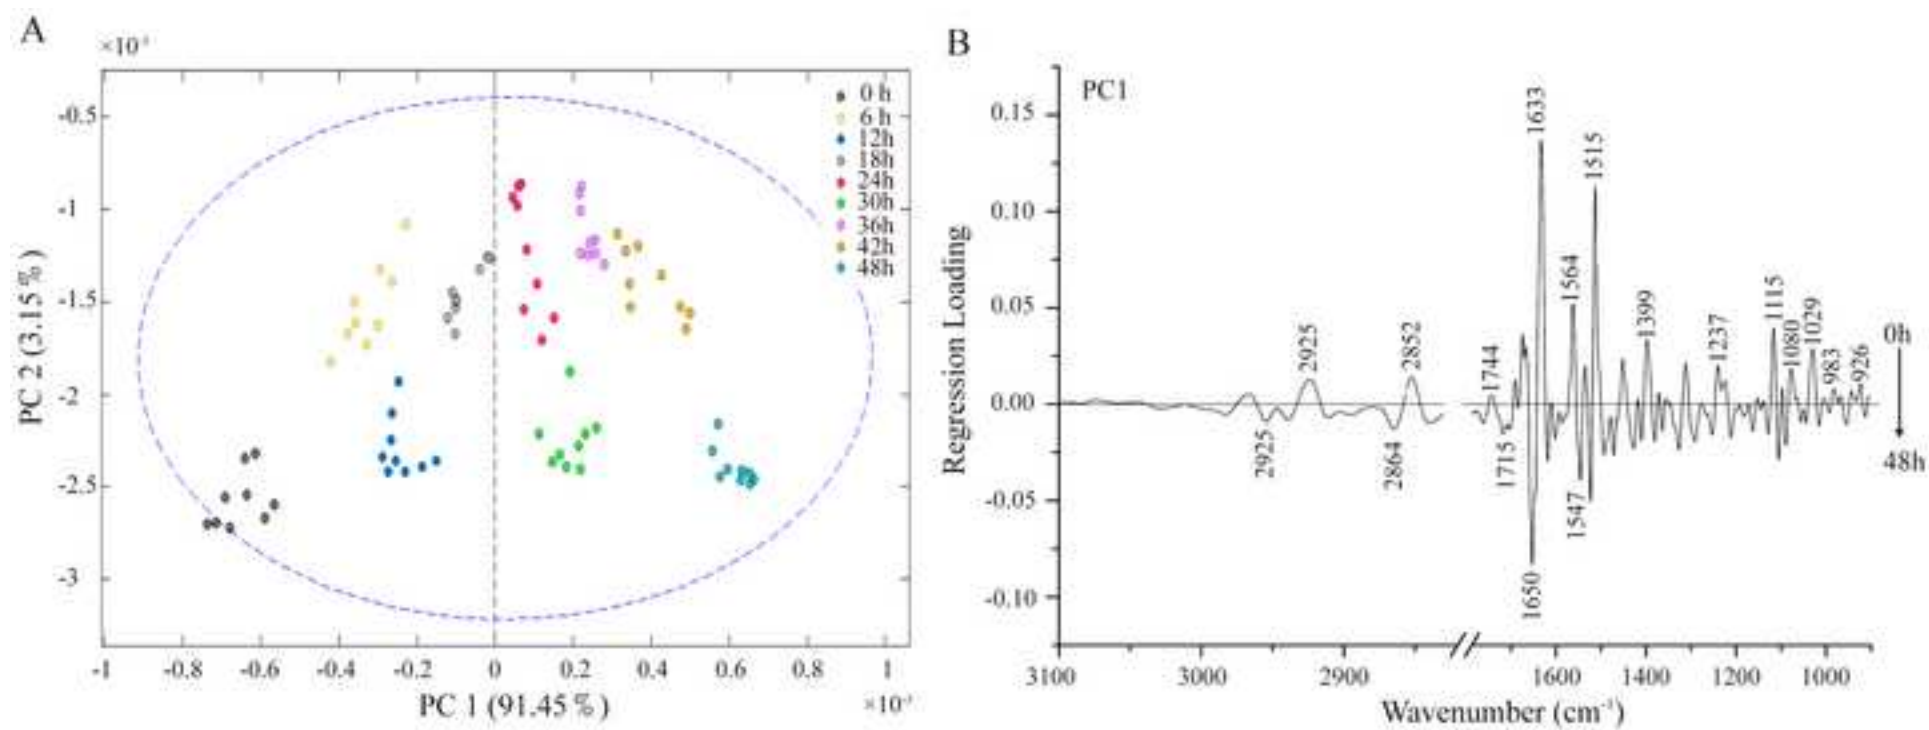 A
×10⁻³
-0.5
-1
-1.5
-2
-2.5
-3
PC 2 (3.15%)
-1 -0.8 -0.6 -0.4 -0.2 0 0.2 0.4 0.6 0.8 1
PC 1 (91.45%)
0 h
6 h
12h
18h
24h
30h
36h
42h
48h
B
PC1
0.15
0.10
0.05
0.00
-0.05
-0.10
Regression Loading
2925
2925
2852
2864
1744
1715
1650
1633
1564
1547
1515
1399
1237
1115
1080
1029
983
926
0h
48h
3100 3000 2900 1600 1400 1200 1000
Wavenumber (cm⁻¹)